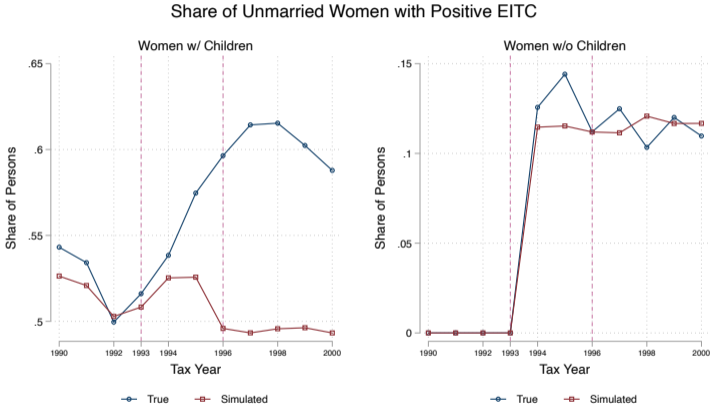 Share of Unmarried Women with Positive EITC
Women w/ Children
Share of Persons
.65
.6
.55
.5
1990 1992 1993 1994 1996 1998 2000
Tax Year
True Simulated
Women w/o Children
Share of Persons
.15
.1
.05
0
1990 1992 1993 1994 1996 1998 2000
Tax Year
True Simulated